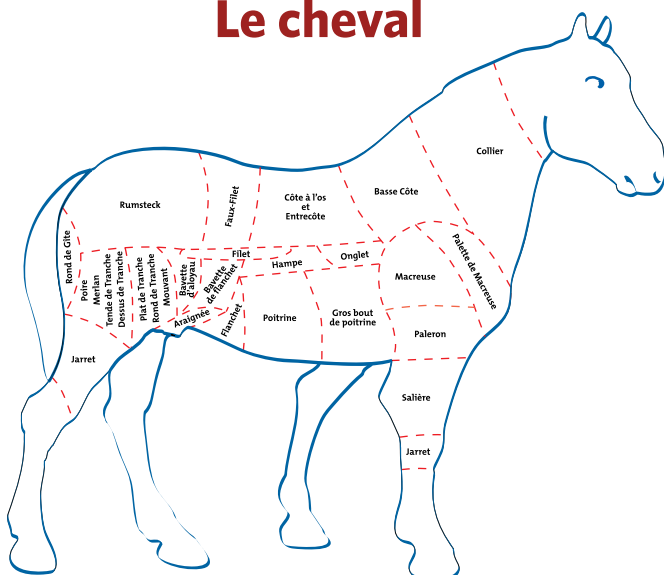 Le cheval
Collier
Rumsteck
Faux-Filet
Côte à l'os
et
Entrecôte
Basse Côte
Rond de Gîte
Poire
Merlan
Tende de Tranche
Dessus de Tranche
Plat de Tranche
Rond de Tranche
Mouvant
Bavette
d'aloyau
Bavette
de flanchet
Filet
Hampe
Onglet
Macreuse
Palette de Macreuse
Araignée
Flanchet
Poitrine
Gros bout
de poitrine
Paleron
Jarret
Salière
Jarret